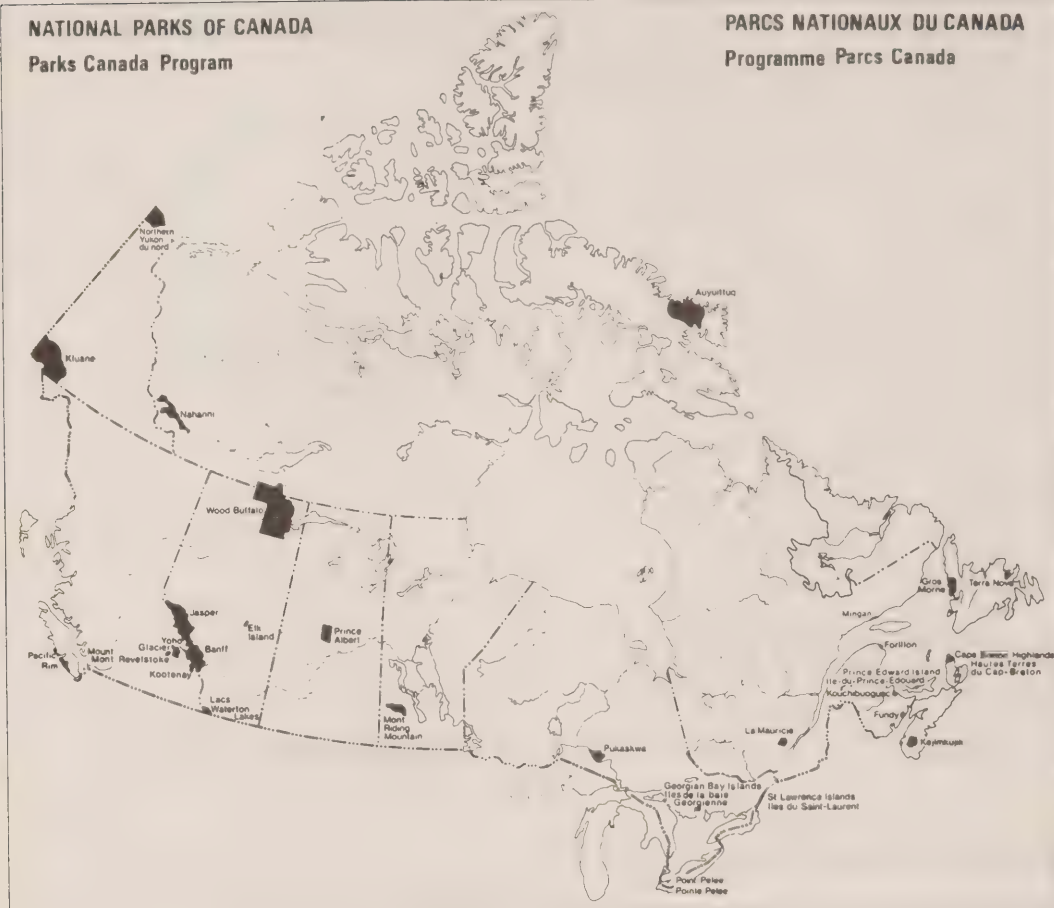 NATIONAL PARKS OF CANADA
Parks Canada Program
PARCS NATIONAUX DU CANADA
Programme Parcs Canada
Northern
Yukon
du nord
Auyuittuq
Kluane
Nahanni
Wood Buffalo
Jasper
Elk
Island
Prince
Albert
Yoho
Glacier
Banff
Mount
Mont Revelstoke
Pacific
Rim
Kootenay
Lacs
Waterton
Lakes
Mont
Riding
Mountain
Pukaskwa
Gros
Morne
Terra Nova
Mingan
Forillon
Cape Breton Highlands
Hautes Terres
du Cap-Breton
Prince Edward Island
Ile-du-Prince-Edouard
Kouchibouguac
Fundy
La Mauricie
Kejimkujik
Georgian Bay Islands
Iles de la baie
Georgienne
St Lawrence Islands
Iles du Saint-Laurent
Point Pelee
Pointe Pelee